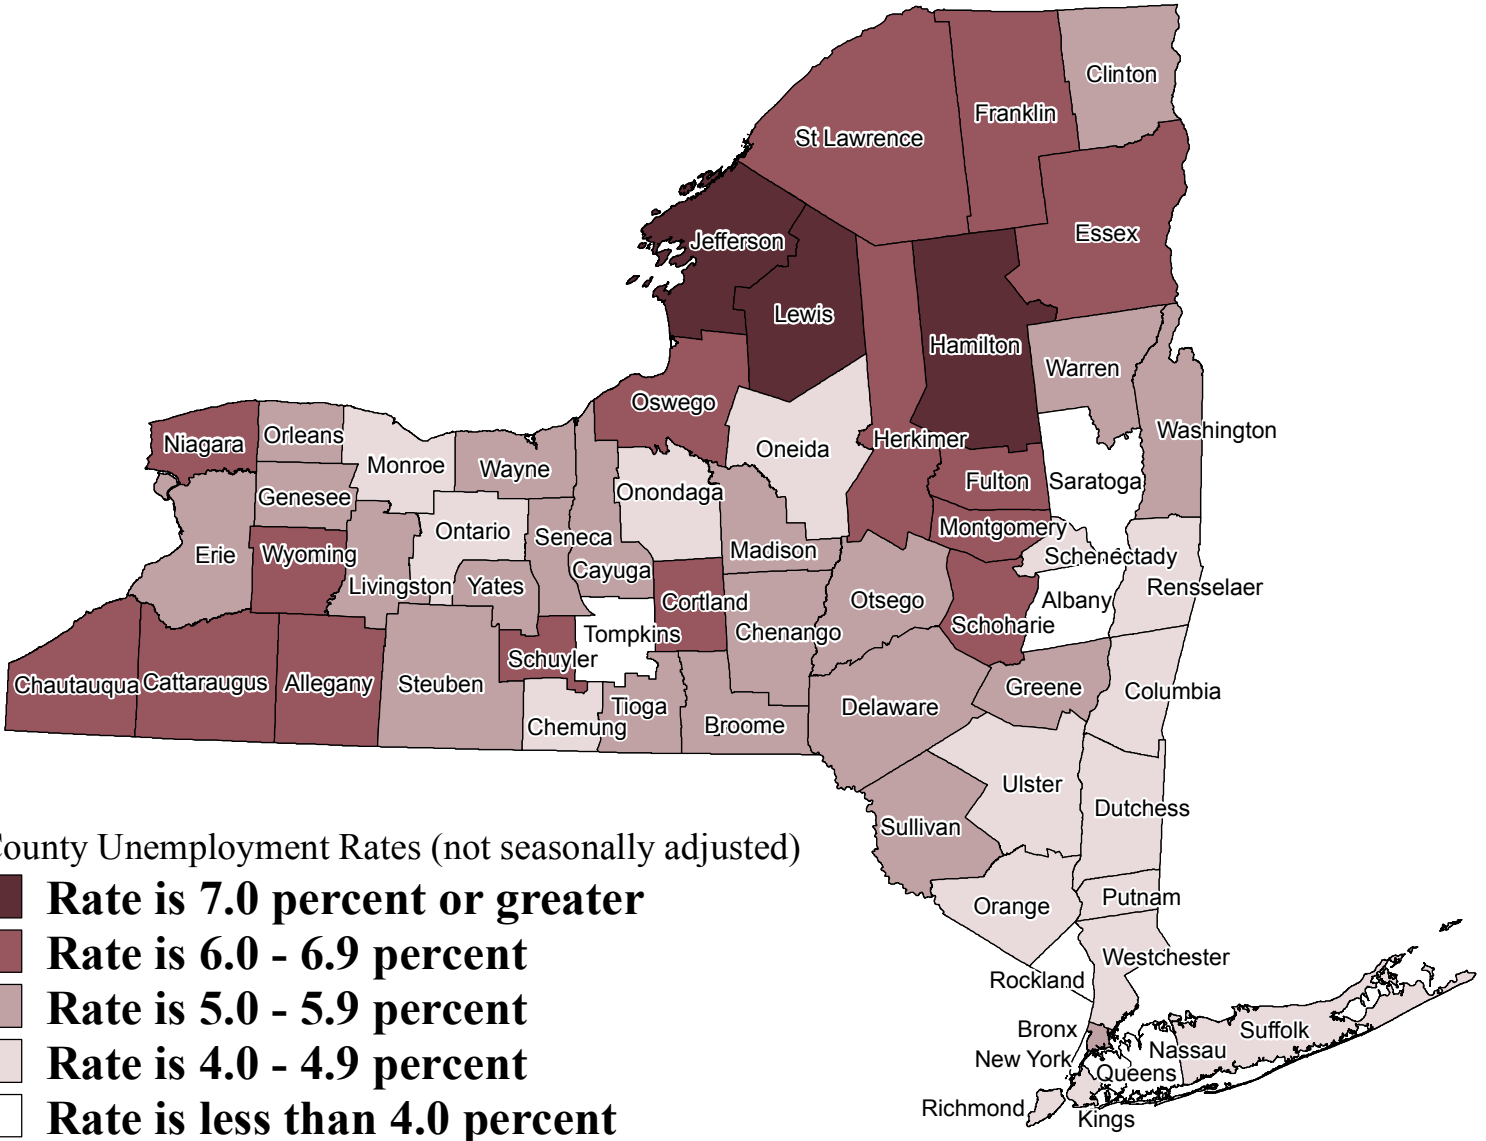 Clinton
Franklin
St Lawrence
Essex
Jefferson
Lewis
Hamilton
Warren
Oswego
Washington
Orleans
Niagara
Herkimer
Oneida
Monroe
Wayne
Saratoga
Fulton
Onondaga
Genesee
Montgomery
Ontario
Seneca
Madison
Erie
Wyoming
Schenectady
Cayuga
Livingston
Yates
Rensselaer
Cortland
Otsego
Albany
Schoharie
Chenango
Tompkins
Schuyler
Chautauqua
Cattaraugus
Allegany
Steuben
Greene
Columbia
Tioga
Delaware
Chemung
Broome
Ulster
Dutchess
Sullivan
Putnam
Orange
Westchester
Rockland
Bronx
Suffolk
New York
Nassau
Queens
Richmond
Kings
County Unemployment Rates (not seasonally adjusted)
Rate is 7.0 percent or greater
Rate is 6.0 - 6.9 percent
Rate is 5.0 - 5.9 percent
Rate is 4.0 - 4.9 percent
Rate is less than 4.0 percent